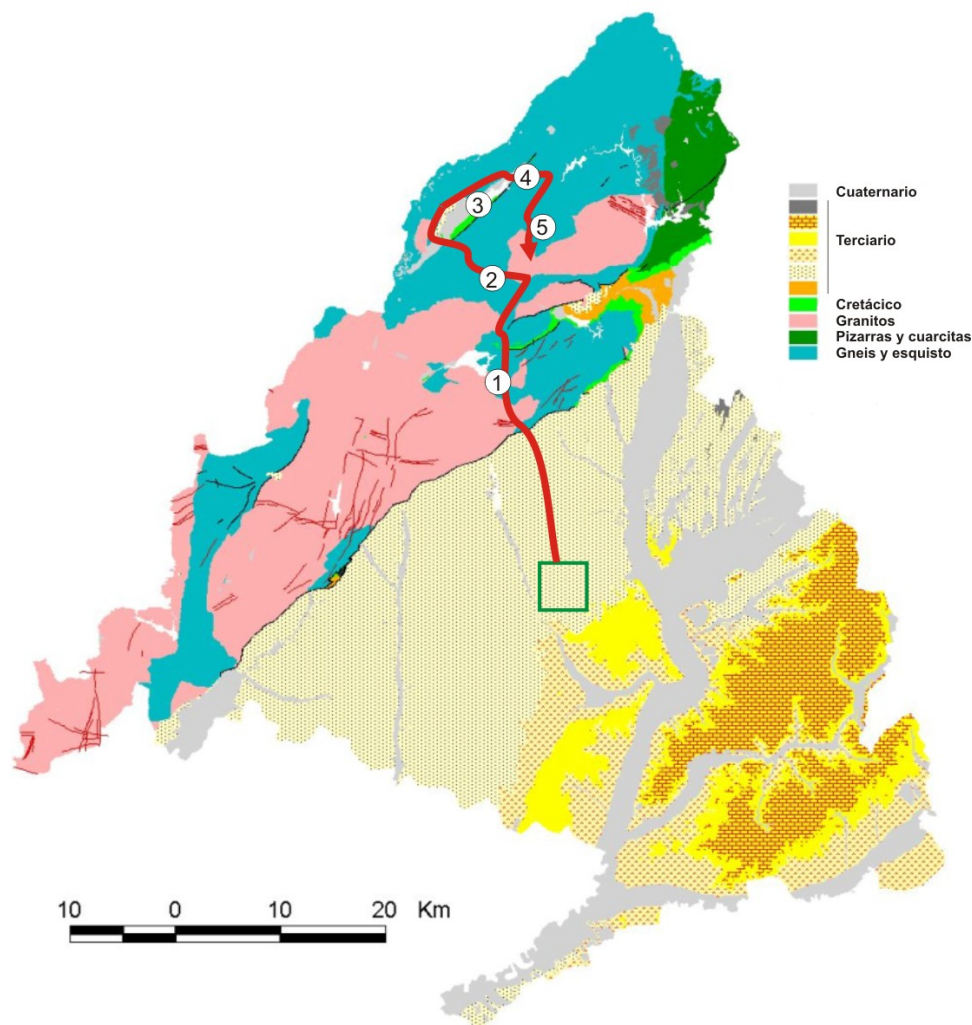 4
3
5
2
1
Cuaternario
Terciario
Cretácico
Granitos
Pizarras y cuarcitas
Gneis y esquisto
10 0 10 20 Km